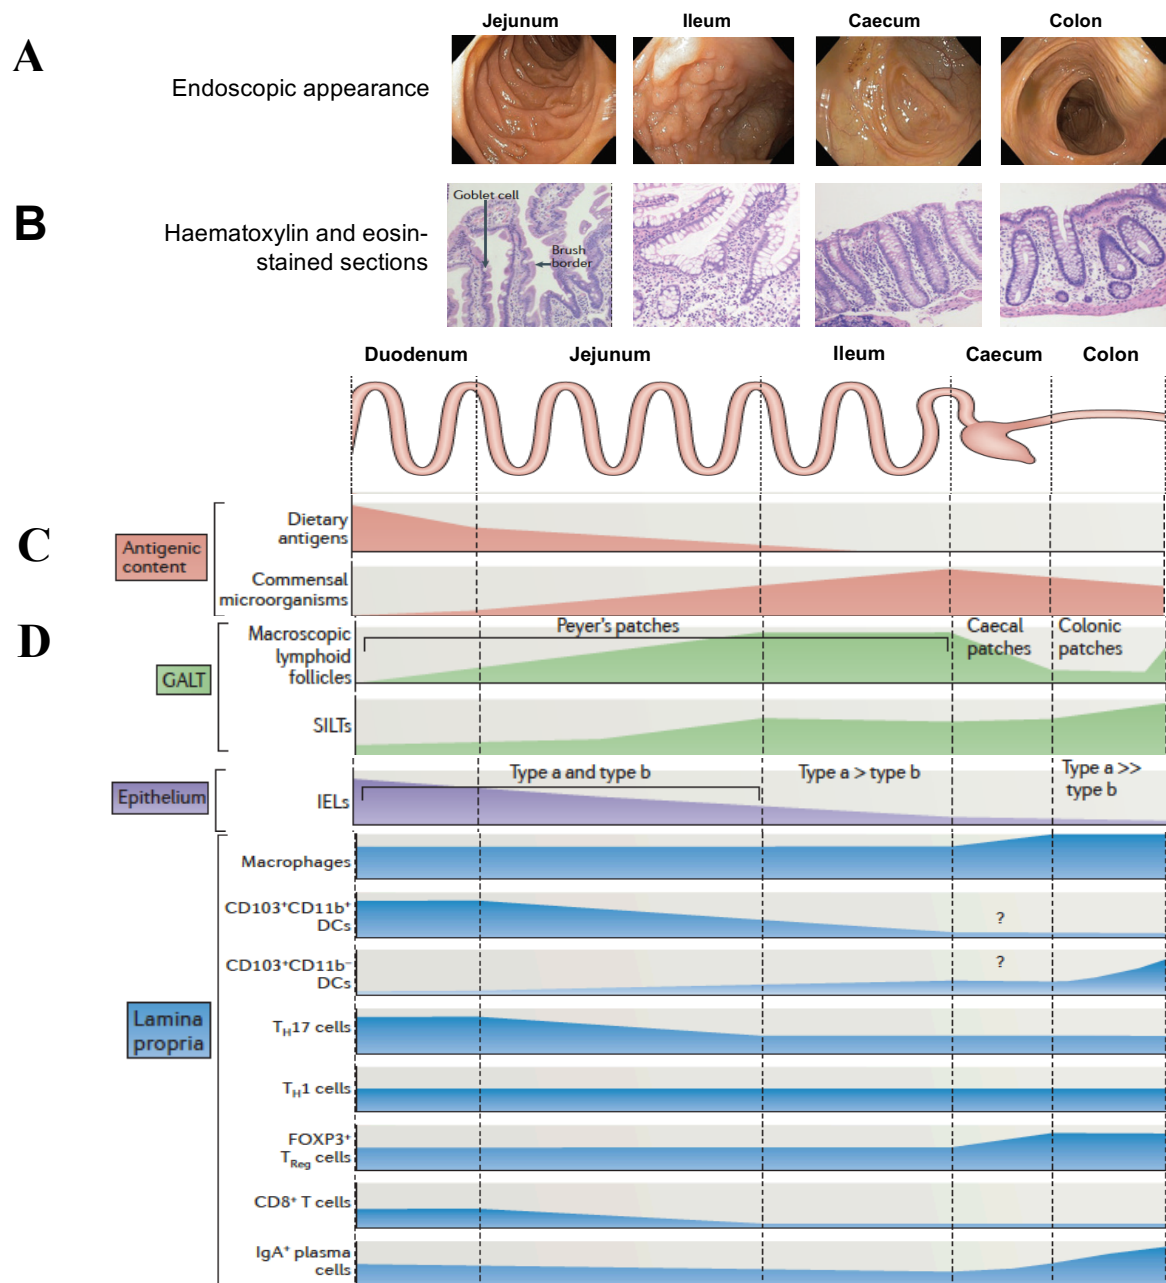 Jejunum
Ileum
Caecum
Colon
A
Endoscopic appearance
B
Haematoxylin and eosin-
stained sections
Goblet cell
Brush
border
Duodenum
Jejunum
Ileum
Caecum
Colon
C
Antigenic
content
Dietary
antigens
Commensal
microorganisms
D
GALT
Macroscopic
lymphoid
follicles
Peyer's patches
Caecal
patches
Colonic
patches
SILTs
Epithelium
IELs
Type a and type b
Type a > type b
Type a >>
type b
Lamina
propria
Macrophages
CD103⁺CD11b⁺
DCs
?
CD103⁺CD11b⁻
DCs
?
T_H17 cells
T_H1 cells
FOXP3⁺
T_Reg cells
CD8⁺ T cells
IgA⁺ plasma
cells